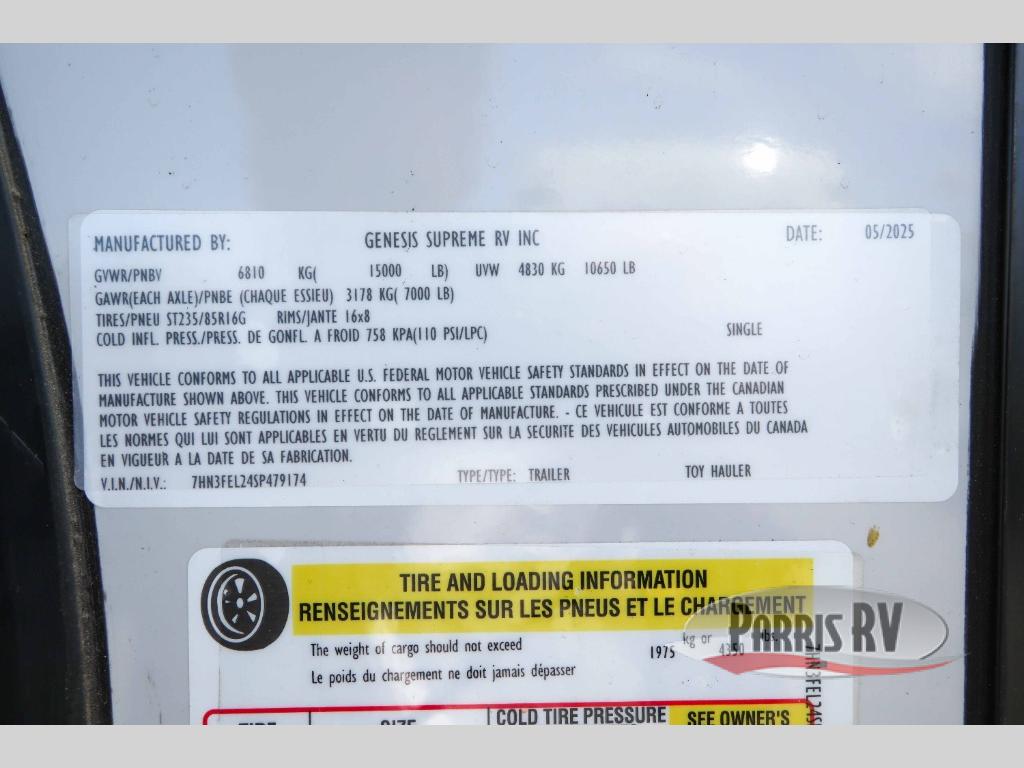 MANUFACTURED BY: GENESIS SUPREME RV INC DATE: 05/2025
GVWR/PNBV 6810 KG( 15000 LB) UVW 4830 KG 10650 LB
GAWR(EACH AXLE)/PNBE (CHAQUE ESSIEU) 3178 KG( 7000 LB)
TIRES/PNEU ST235/85R16G RIMS/JANTE 16x8
COLD INFL. PRESS./PRESS. DE GONFL. A FROID 758 KPA(110 PSI/LPC) SINGLE
THIS VEHICLE CONFORMS TO ALL APPLICABLE U.S. FEDERAL MOTOR VEHICLE SAFETY STANDARDS IN EFFECT ON THE DATE OF
MANUFACTURE SHOWN ABOVE. THIS VEHICLE CONFORMS TO ALL APPLICABLE STANDARDS PRESCRIBED UNDER THE CANADIAN
MOTOR VEHICLE SAFETY REGULATIONS IN EFFECT ON THE DATE OF MANUFACTURE. - CE VEHICULE EST CONFORME A TOUTES
LES NORMES QUI LUI SONT APPLICABLES EN VERTU DU REGLEMENT SUR LA SECURITE DES VEHICULES AUTOMOBILES DU CANADA
EN VIGUEUR A LA DATE DE SA FABRICATION.
V.I.N./N.I.V.: 7HN3FEL24SP479174 TYPE/TYPE: TRAILER TOY HAULER
TIRE AND LOADING INFORMATION
RENSEIGNEMENTS SUR LES PNEUS ET LE CHARGEMENT
The weight of cargo should not exceed 1975 kg or 4350 lbs.
Le poids du chargement ne doit jamais dépasser
PARRIS RV
7HN3FEL24S
TIRE SIZE COLD TIRE PRESSURE SEE OWNER'S